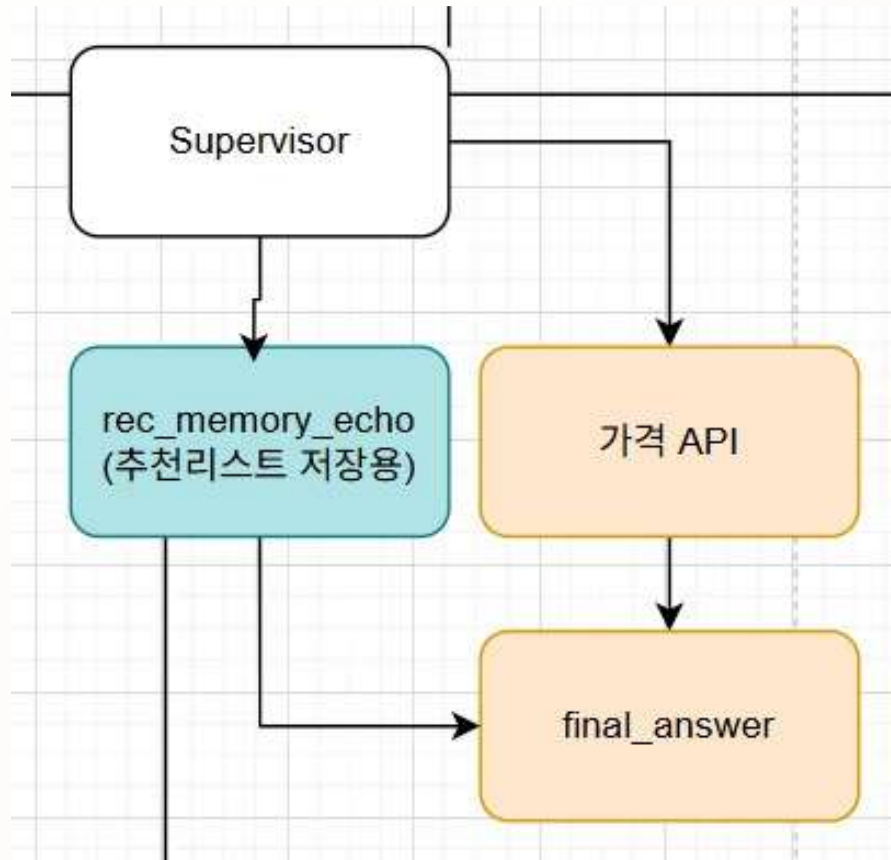 Supervisor
rec_memory_echo
(추천리스트 저장용)
가격 API
final_answer